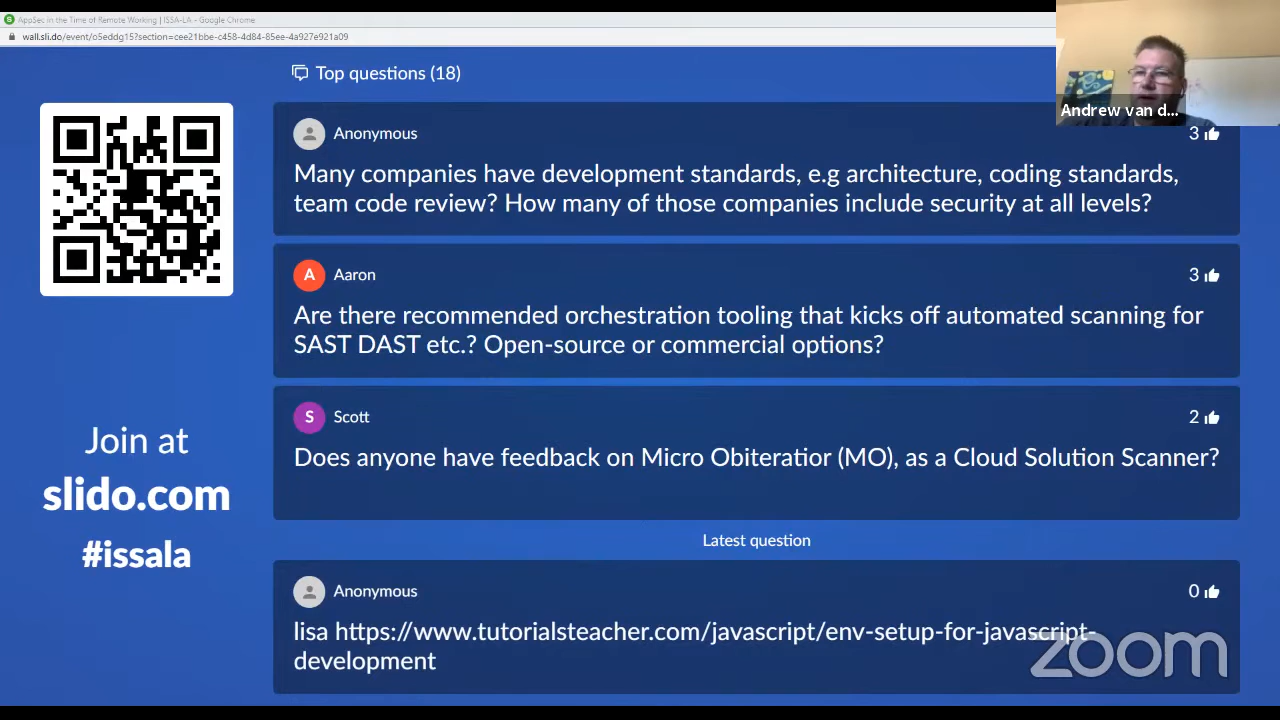 AppSec in the Time of Remote Working | ISSA-LA - Google Chrome
wall.sli.do/event/o5eddg15?section=cee21bbe-c458-4d84-85ee-4a927e921a09
Top questions (18)
Andrew van d...
Anonymous
3
Many companies have development standards, e.g architecture, coding standards,
team code review? How many of those companies include security at all levels?
A
Aaron
3
Are there recommended orchestration tooling that kicks off automated scanning for
SAST DAST etc.? Open-source or commercial options?
S
Scott
2
Does anyone have feedback on Micro Obiteratior (MO), as a Cloud Solution Scanner?
Join at
slido.com
#issala
Latest question
Anonymous
0
lisa https://www.tutorialsteacher.com/javascript/env-setup-for-javascript-
development
zoom